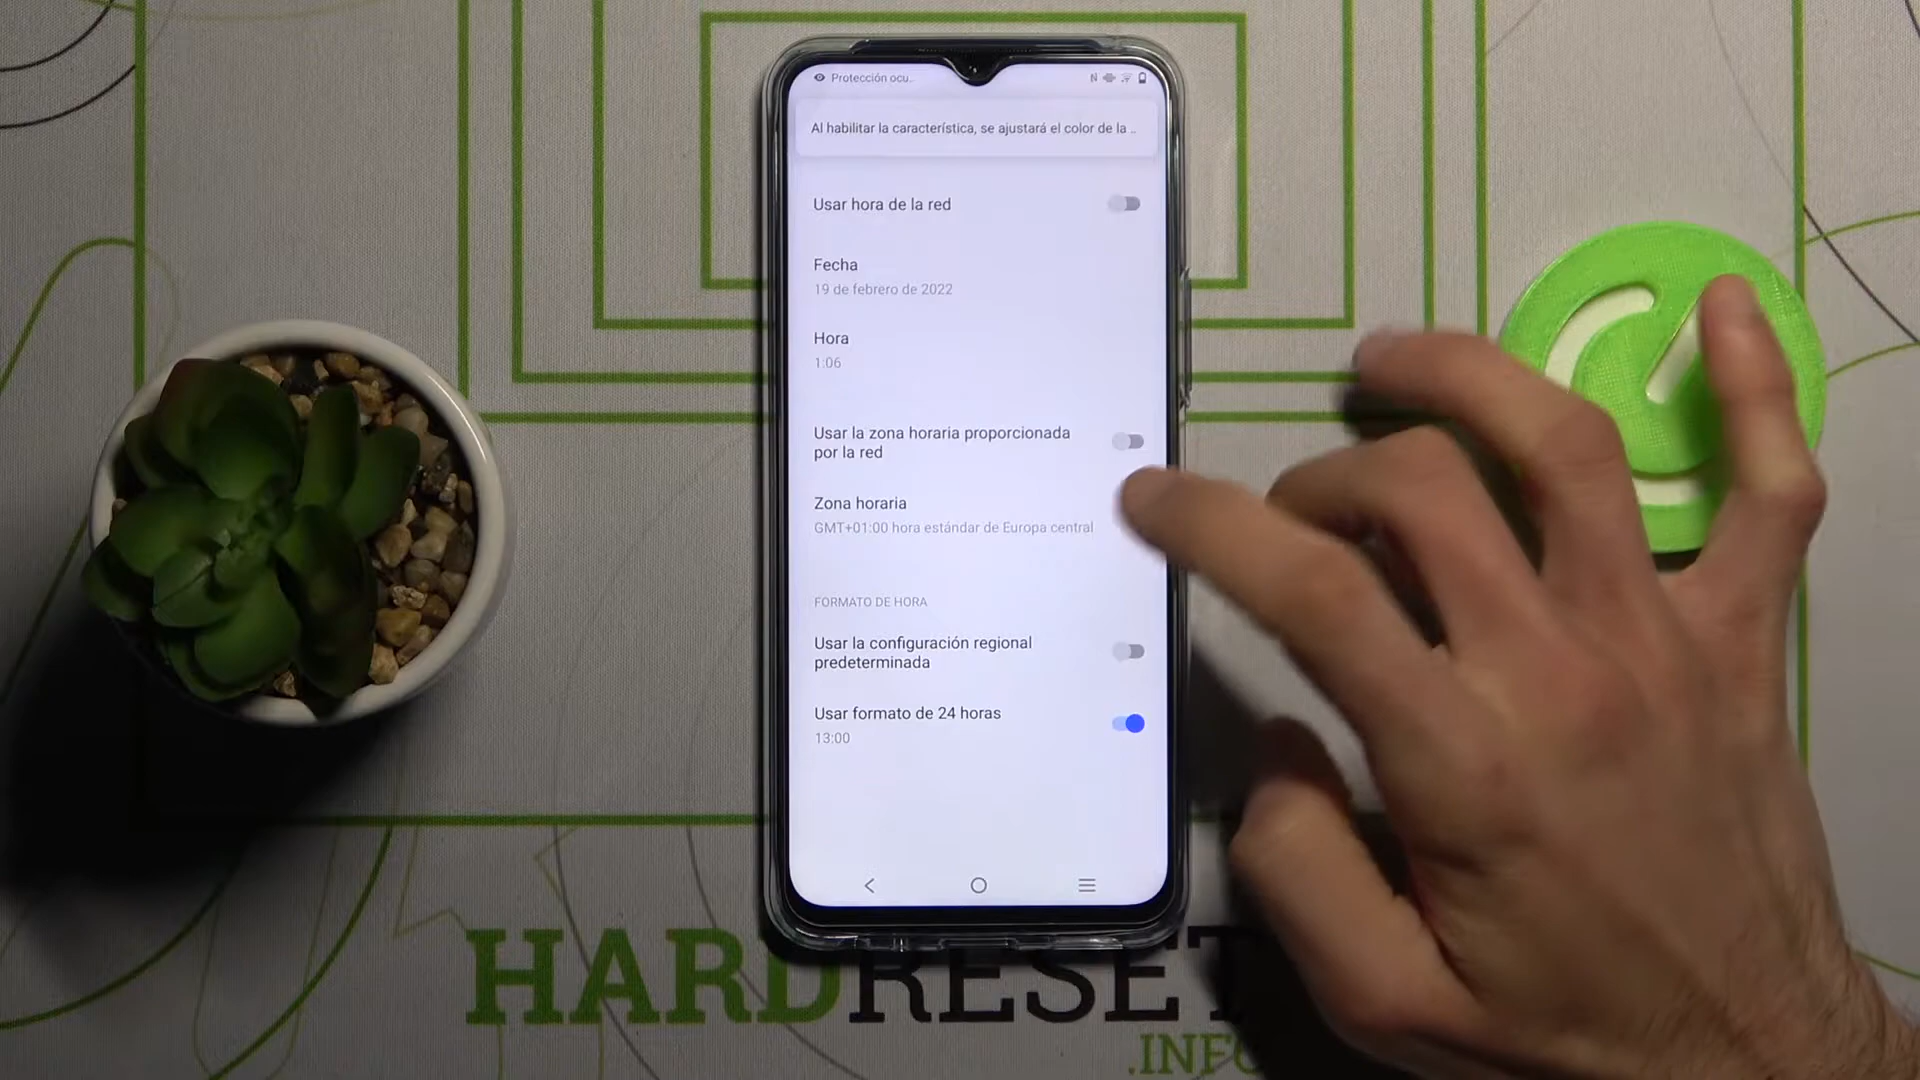 Protección ocu..
Al habilitar la característica, se ajustará el color de la ..
Usar hora de la red
Fecha
19 de febrero de 2022
Hora
1:06
Usar la zona horaria proporcionada
por la red
Zona horaria
GMT+01:00 hora estándar de Europa central
FORMATO DE HORA
Usar la configuración regional
predeterminada
Usar formato de 24 horas
13:00
HARDRESET
.INFO